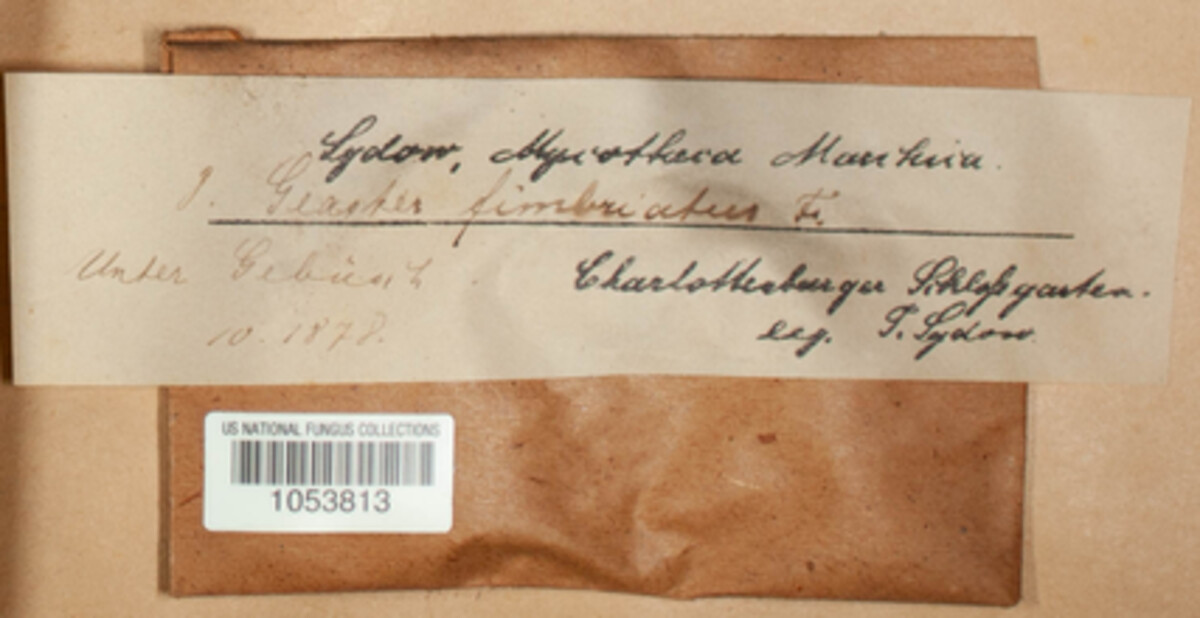 Sydow, Mycotheca Marchica.
9. Geaster fimbriatus Fr.
Unter Gebüsch.
Charlottenburger Schloßgarten.
10. 1878.
leg. P. Sydow
US NATIONAL FUNGUS COLLECTIONS
1053813